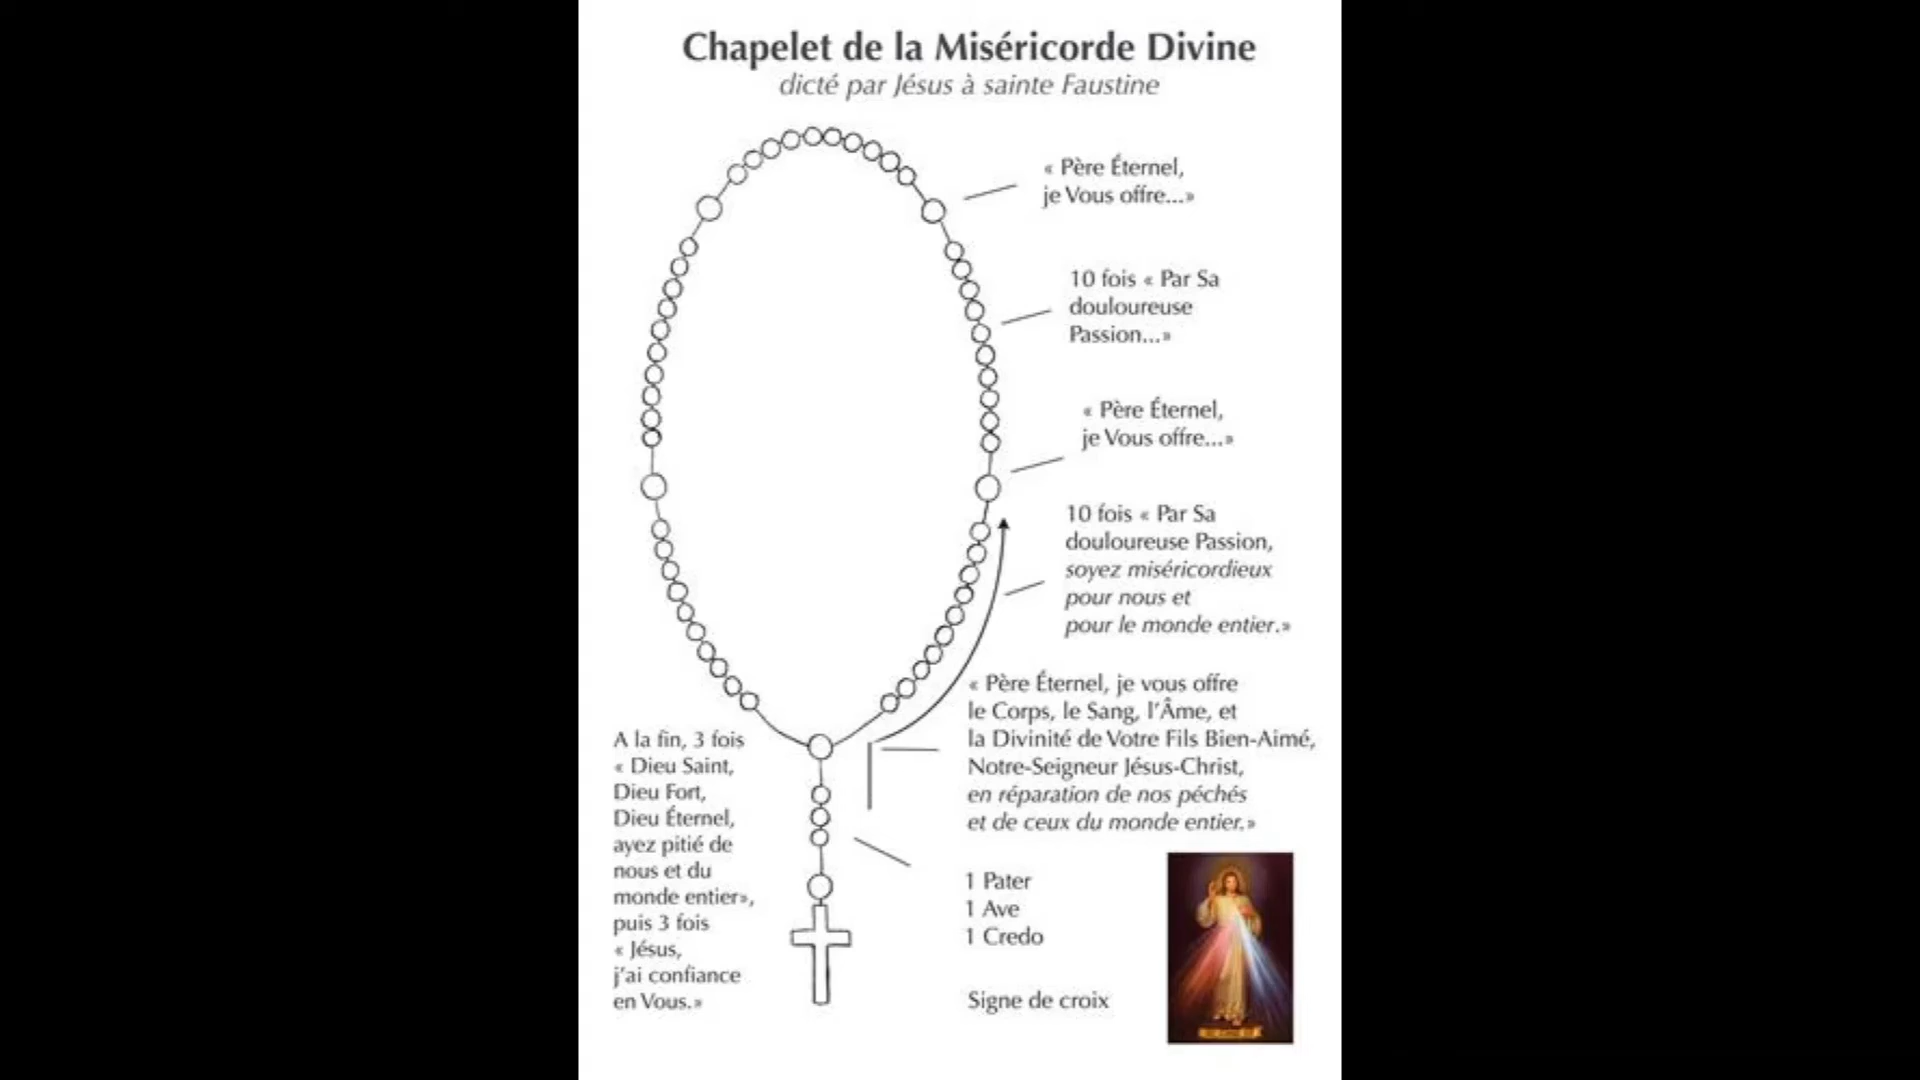 Chapelet de la Miséricorde Divine
dicté par Jésus à sainte Faustine
« Père Éternel,
je Vous offre...»
10 fois « Par Sa
douloureuse
Passion...»
« Père Éternel,
je Vous offre...»
10 fois « Par Sa
douloureuse Passion,
soyez miséricordieux
pour nous et
pour le monde entier.»
« Père Éternel, je vous offre
le Corps, le Sang, l’Âme, et
la Divinité de Votre Fils Bien-Aimé,
Notre-Seigneur Jésus-Christ,
en réparation de nos péchés
et de ceux du monde entier.»
A la fin, 3 fois
« Dieu Saint,
Dieu Fort,
Dieu Éternel,
ayez pitié de
nous et du
monde entier»,
puis 3 fois
« Jésus,
j’ai confiance
en Vous.»
1 Pater
1 Ave
1 Credo
Signe de croix